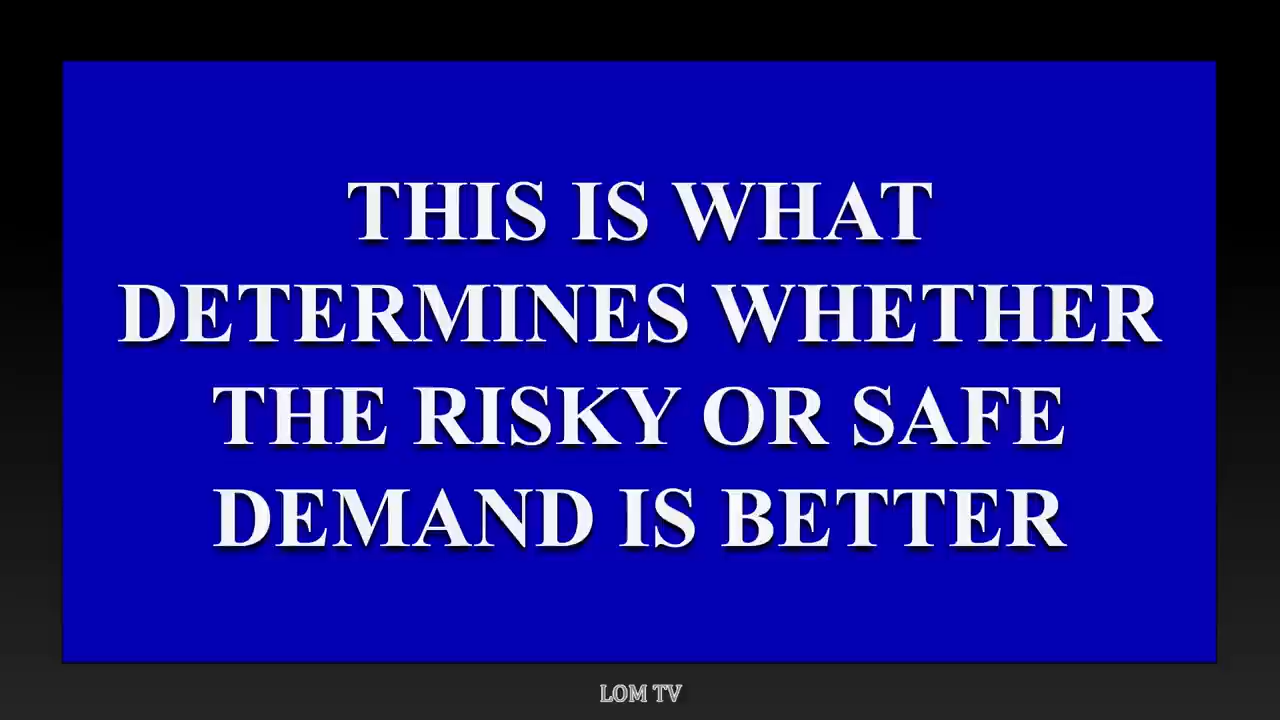 THIS IS WHAT
DETERMINES WHETHER
THE RISKY OR SAFE
DEMAND IS BETTER
LOM TV